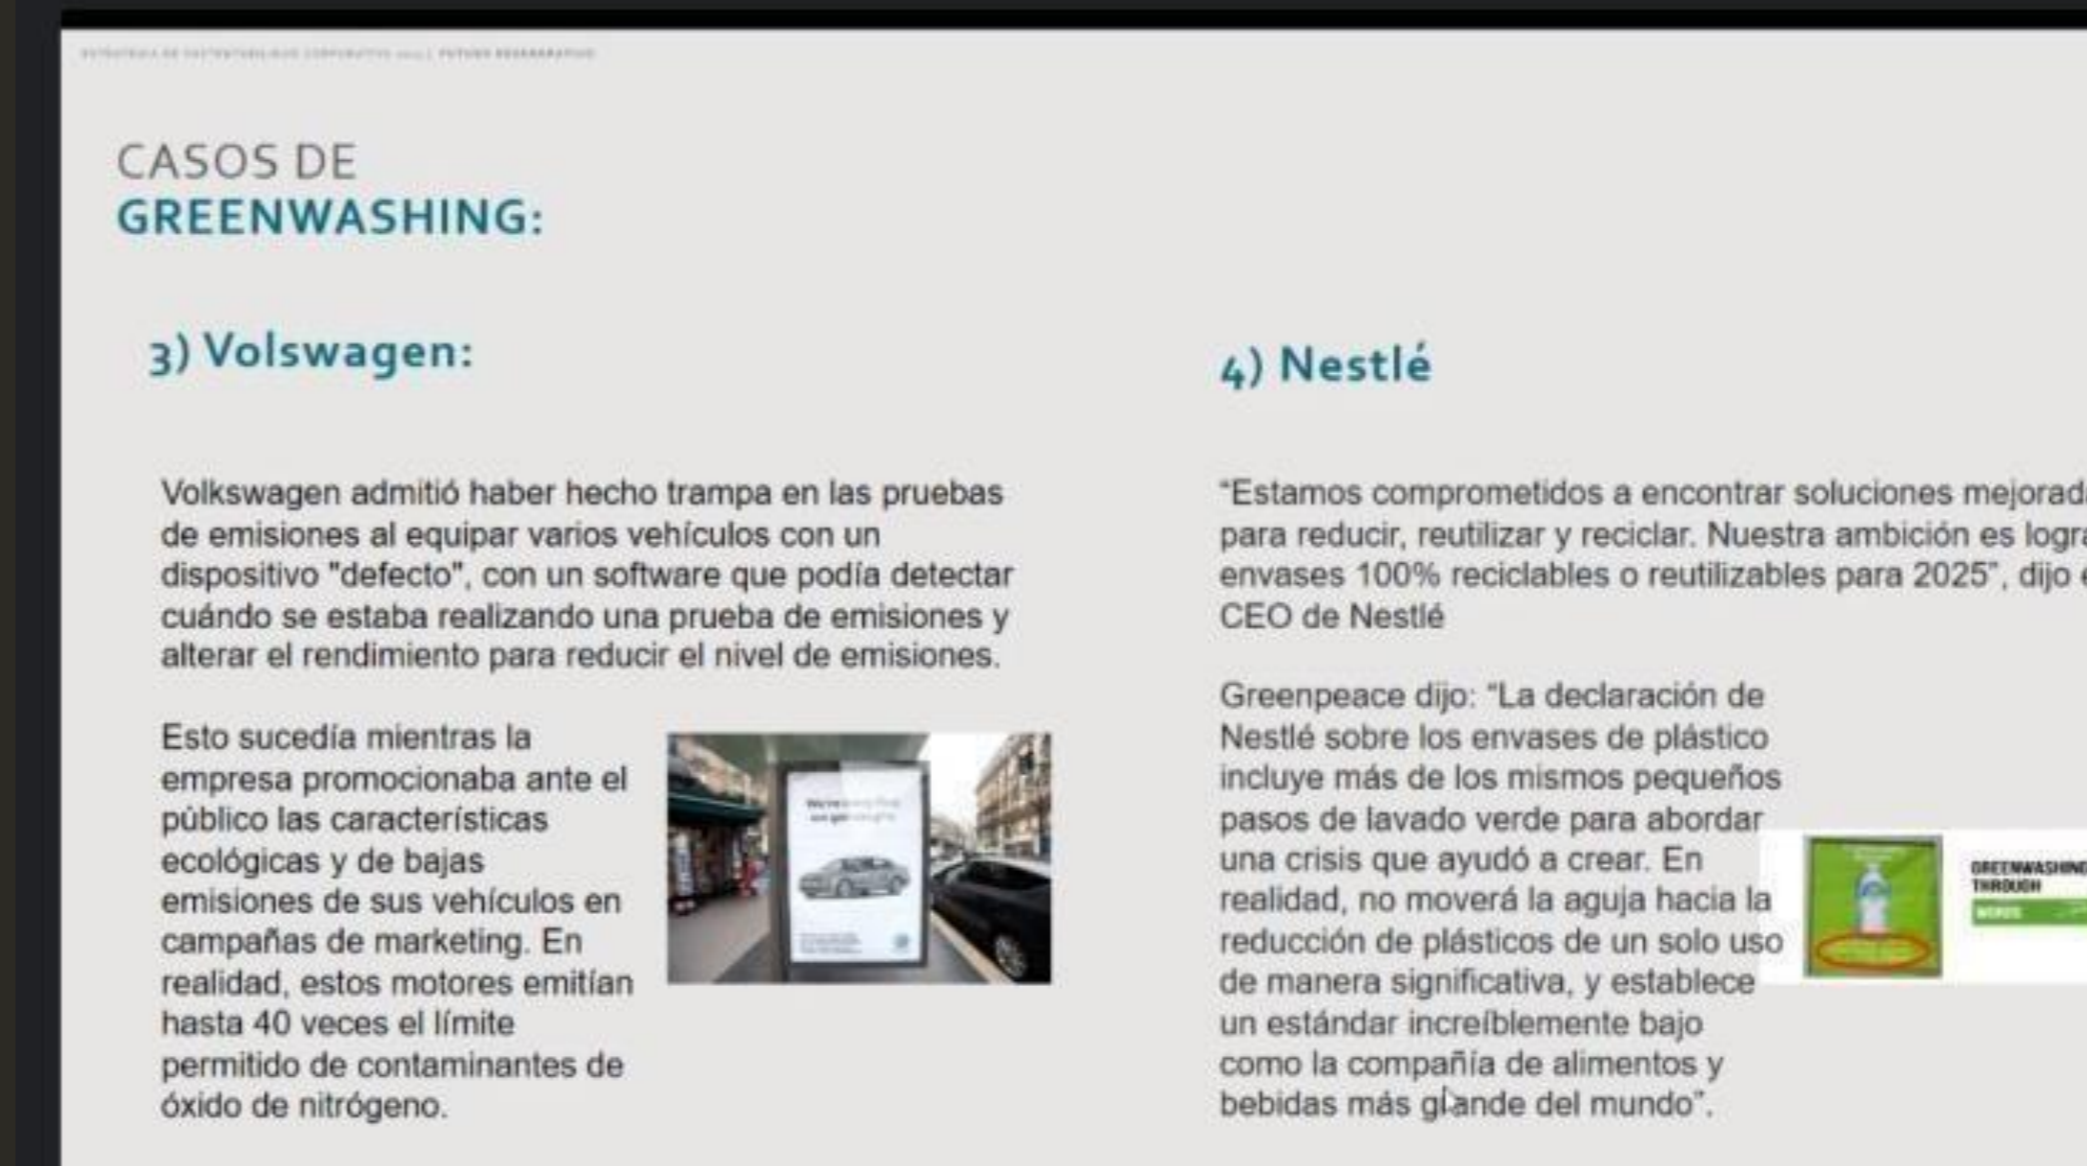 CASOS DE
GREENWASHING:
3) Volswagen:
Volkswagen admitió haber hecho trampa en las pruebas
de emisiones al equipar varios vehículos con un
dispositivo "defecto", con un software que podía detectar
cuándo se estaba realizando una prueba de emisiones y
alterar el rendimiento para reducir el nivel de emisiones.
Esto sucedía mientras la
empresa promocionaba ante el
público las características
ecológicas y de bajas
emisiones de sus vehículos en
campañas de marketing. En
realidad, estos motores emitían
hasta 40 veces el límite
permitido de contaminantes de
óxido de nitrógeno.
4) Nestlé
“Estamos comprometidos a encontrar soluciones
para reducir, reutilizar y reciclar. Nuestra ambición es
envases 100% reciclables o reutilizables para 2025”, dijo
CEO de Nestlé
Greenpeace dijo: “La declaración de
Nestlé sobre los envases de plástico
incluye más de los mismos pequeños
pasos de lavado verde para abordar
una crisis que ayudó a crear. En
realidad, no moverá la aguja hacia la
reducción de plásticos de un solo uso
de manera significativa, y establece
un estándar increíblemente bajo
como la compañía de alimentos y
bebidas más grande del mundo”.
GREENWASHING
THROUGH
WORDS